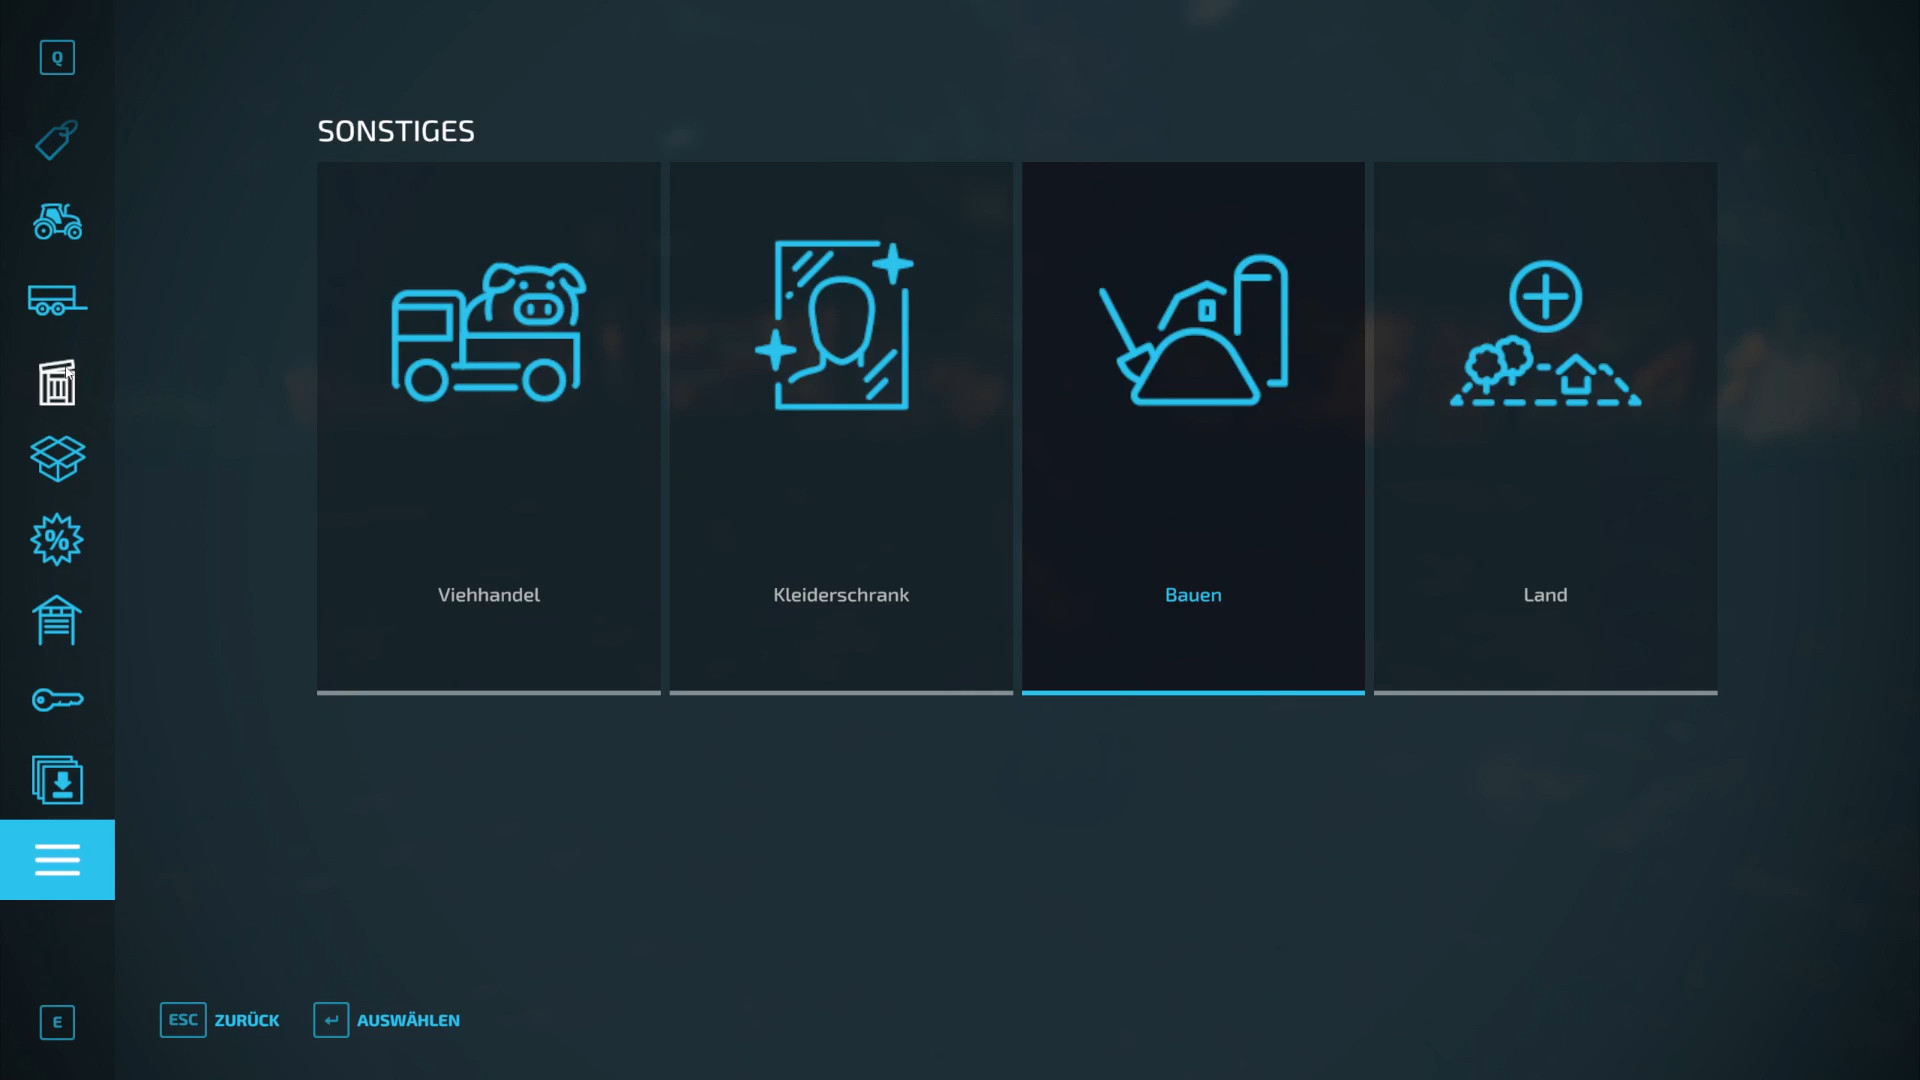 Q
SONSTIGES
%
Viehhandel
Kleiderschrank
Bauen
Land
E
ESC ZURÜCK
AUSWÄHLEN